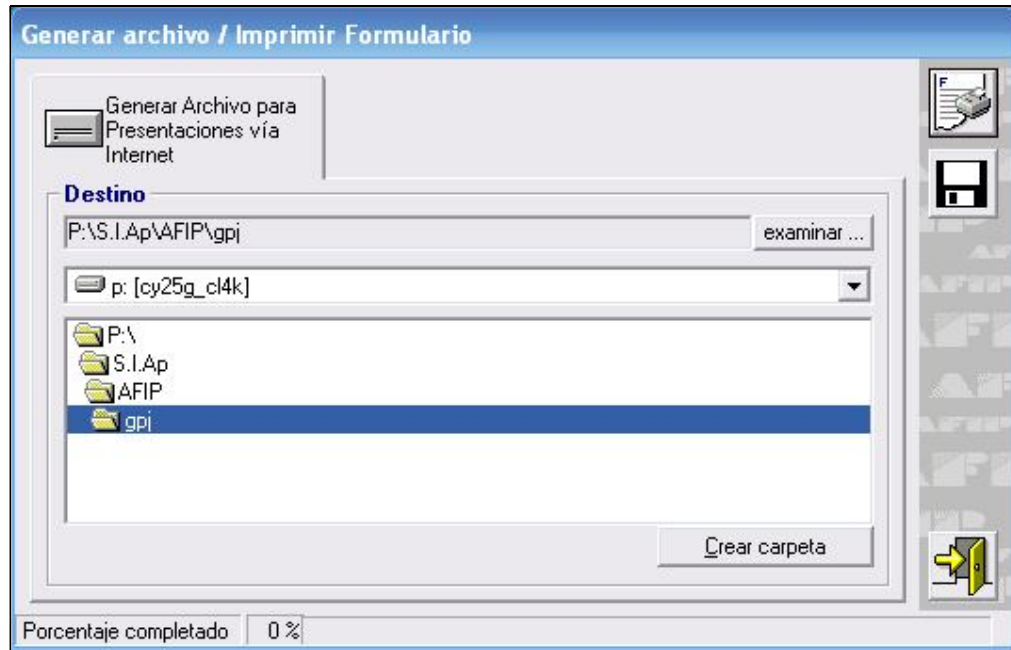 Generar archivo / Imprimir Formulario
Generar Archivo para
Presentaciones vía
Internet
Destino
P:\S.I.Ap\AFIP\gpj
examinar ...
p: [cy25g_cl4k]
P:\
S.I.Ap
AFIP
gpj
Crear carpeta
Porcentaje completado 0 %
F
AFIP